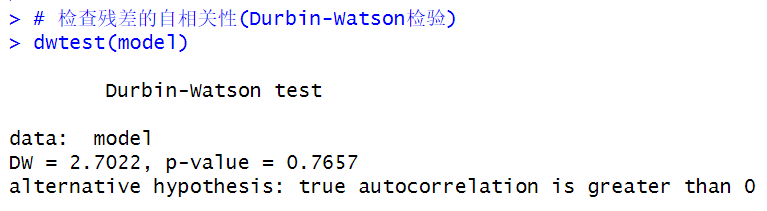 > # 检查残差的自相关性(Durbin-Watson检验)
> dwtest(model)
Durbin-Watson test
data:  model
DW = 2.7022, p-value = 0.7657
alternative hypothesis: true autocorrelation is greater than 0